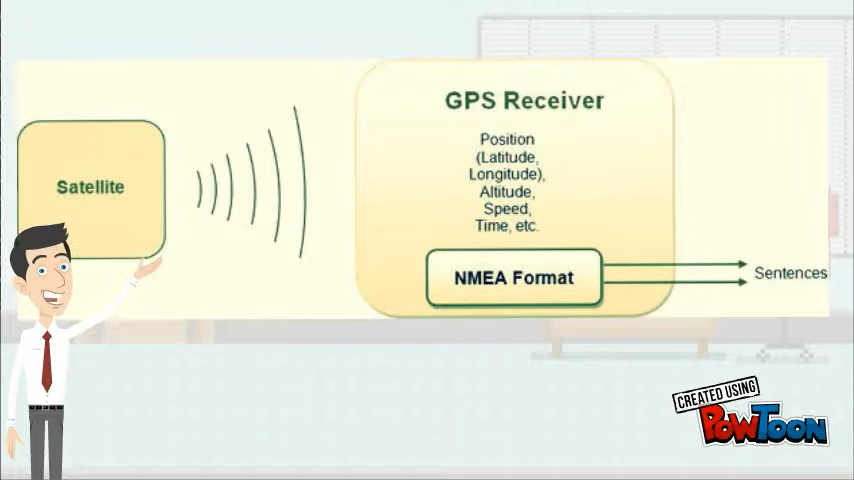 GPS Receiver
Position
(Latitude,
Longitude),
Altitude,
Speed,
Time, etc.
Satellite
NMEA Format
Sentences
CREATED USING
POWTOON